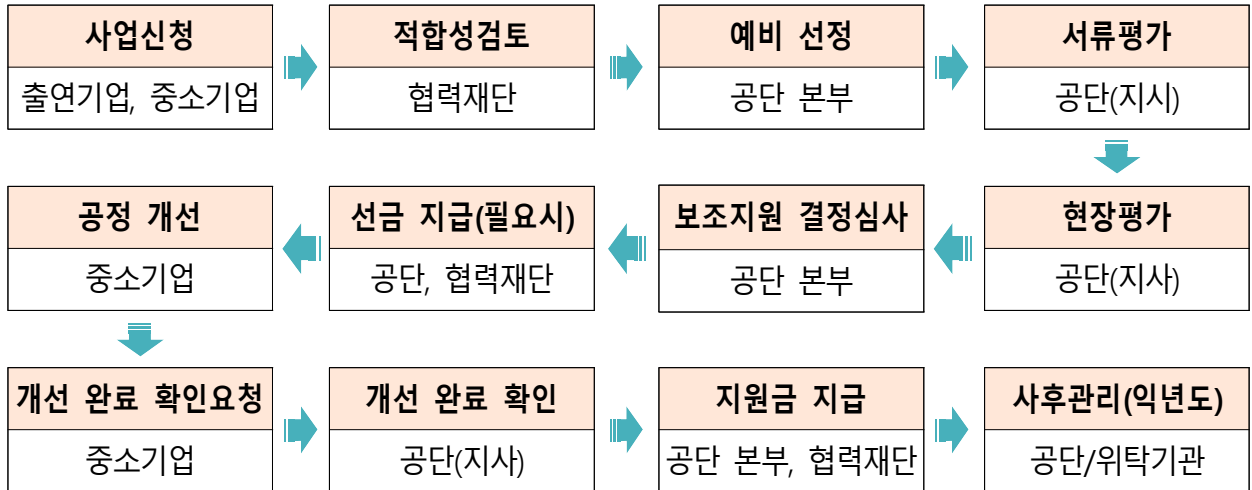 사업신청
출연기업, 중소기업
적합성검토
협력재단
예비 선정
공단 본부
서류평가
공단(지시)
현장평가
공단(지사)
보조지원 결정심사
공단 본부
선금 지급(필요시)
공단, 협력재단
공정 개선
중소기업
개선 완료 확인요청
중소기업
개선 완료 확인
공단(지사)
지원금 지급
공단 본부, 협력재단
사후관리(익년도)
공단/위탁기관